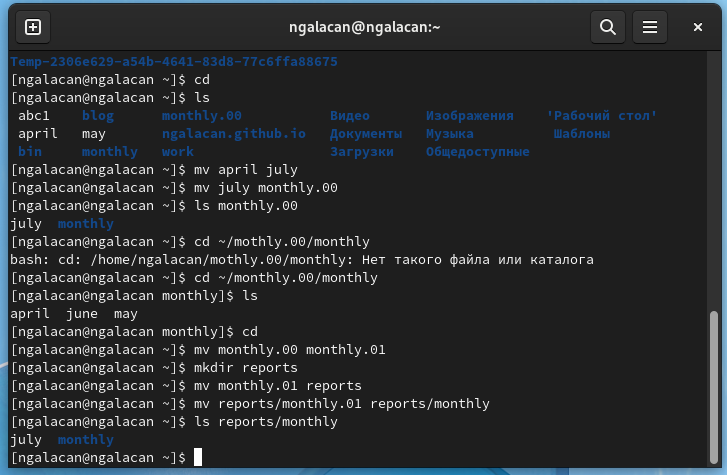 ngalacan@ngalacan:~
Temp-2306e629-a54b-4641-83d8-77c6ffa88675
[ngalacan@ngalacan ~]$ cd
[ngalacan@ngalacan ~]$ ls
abc1 blog monthly.00 Видео Изображения 'Рабочий стол'
april may ngalacan.github.io Документы Музыка Шаблоны
bin monthly work Загрузки Общедоступные
[ngalacan@ngalacan ~]$ mv april july
[ngalacan@ngalacan ~]$ mv july monthly.00
[ngalacan@ngalacan ~]$ ls monthly.00
july monthly
[ngalacan@ngalacan ~]$ cd ~/mothly.00/monthly
bash: cd: /home/ngalacan/mothly.00/monthly: Нет такого файла или каталога
[ngalacan@ngalacan ~]$ cd ~/monthly.00/monthly
[ngalacan@ngalacan monthly]$ ls
april june may
[ngalacan@ngalacan monthly]$ cd
[ngalacan@ngalacan ~]$ mv monthly.00 monthly.01
[ngalacan@ngalacan ~]$ mkdir reports
[ngalacan@ngalacan ~]$ mv monthly.01 reports
[ngalacan@ngalacan ~]$ mv reports/monthly.01 reports/monthly
[ngalacan@ngalacan ~]$ ls reports/monthly
july monthly
[ngalacan@ngalacan ~]$